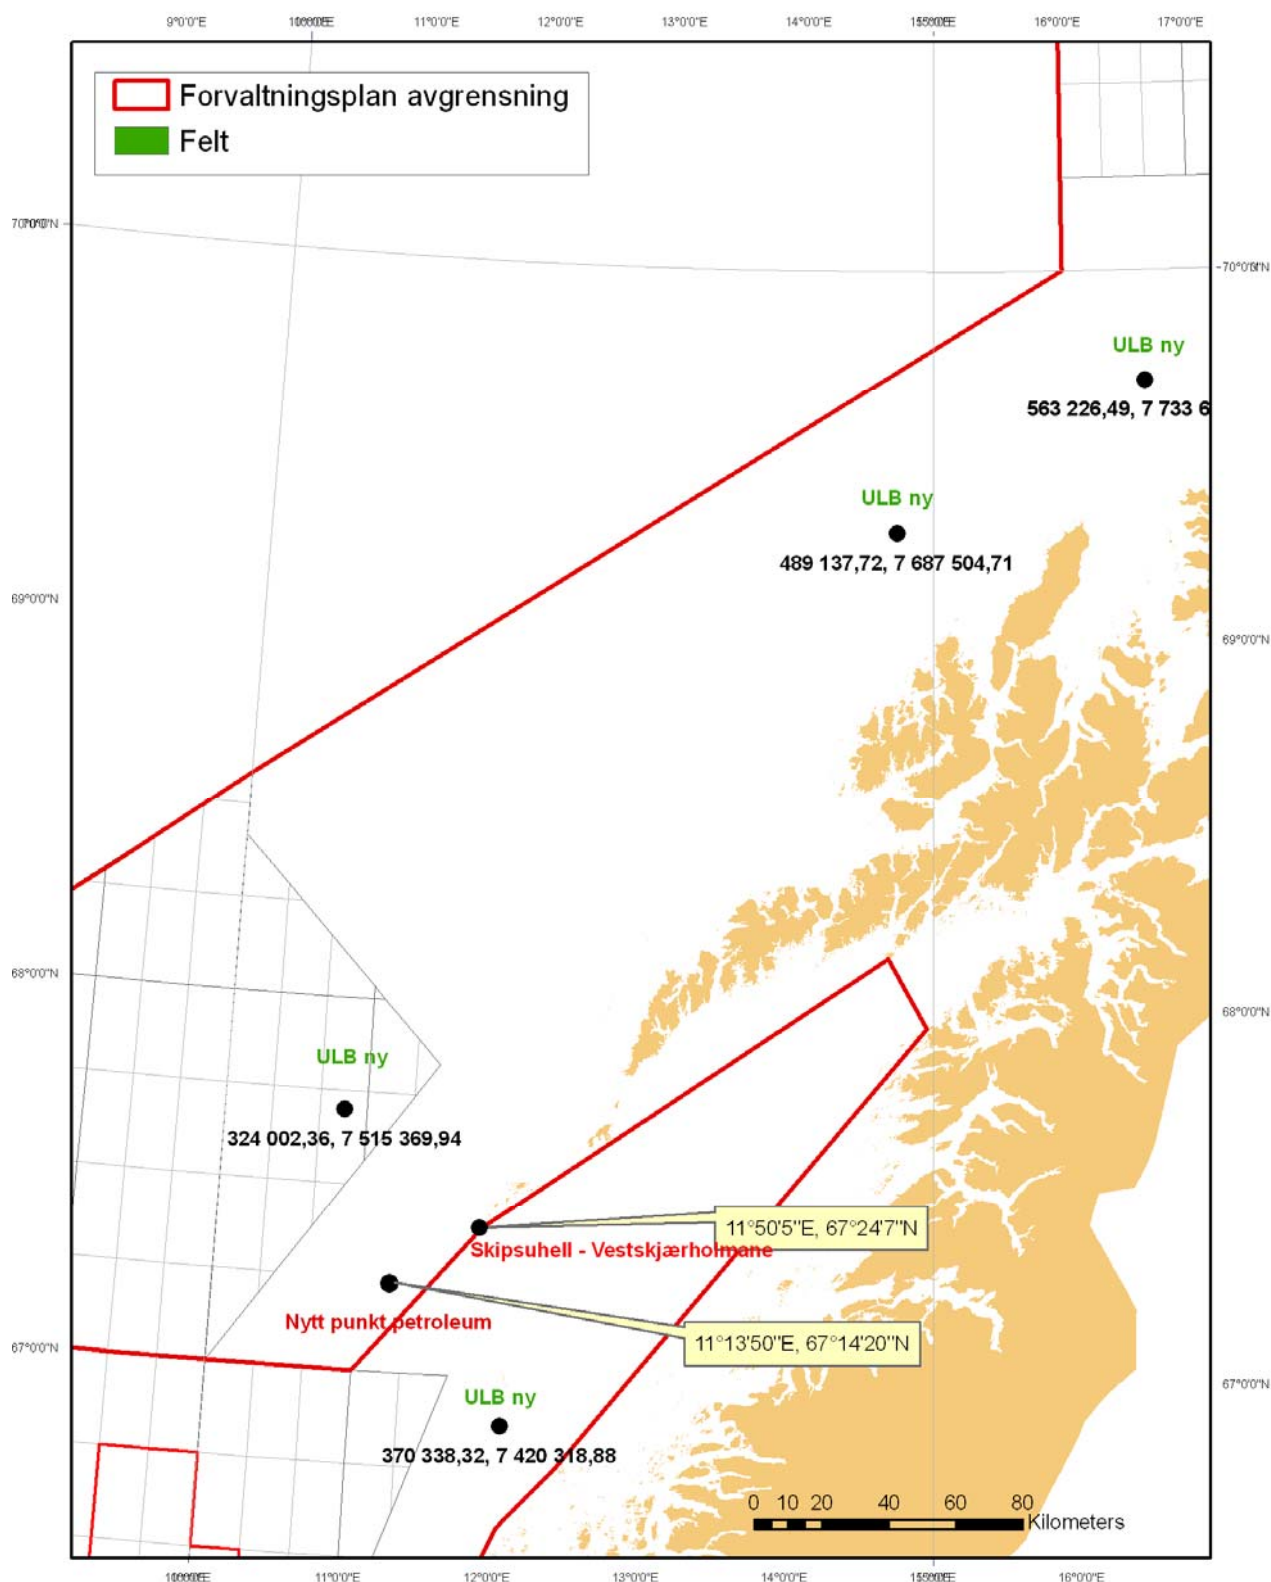 9°0'0"E 11°0'0"E 12°0'0"E 13°0'0"E 14°0'0"E 16°0'0"E 17°0'0"E
Forvaltningsplan avgrensning
Felt
70°0'0"N
ULB ny
563 226,49, 7 733 6
ULB ny
489 137,72, 7 687 504,71
69°0'0"N
69°0'0"N
68°0'0"N
68°0'0"N
ULB ny
324 002,36, 7 515 369,94
11°50'5"E, 67°24'7"N
Skipsuhell - Vestskjærholmane
Nytt punkt petroleum
11°13'50"E, 67°14'20"N
67°0'0"N
67°0'0"N
ULB ny
370 338,32, 7 420 318,88
0 10 20 40 60 80
Kilometers
11°0'0"E 12°0'0"E 13°0'0"E 14°0'0"E 16°0'0"E